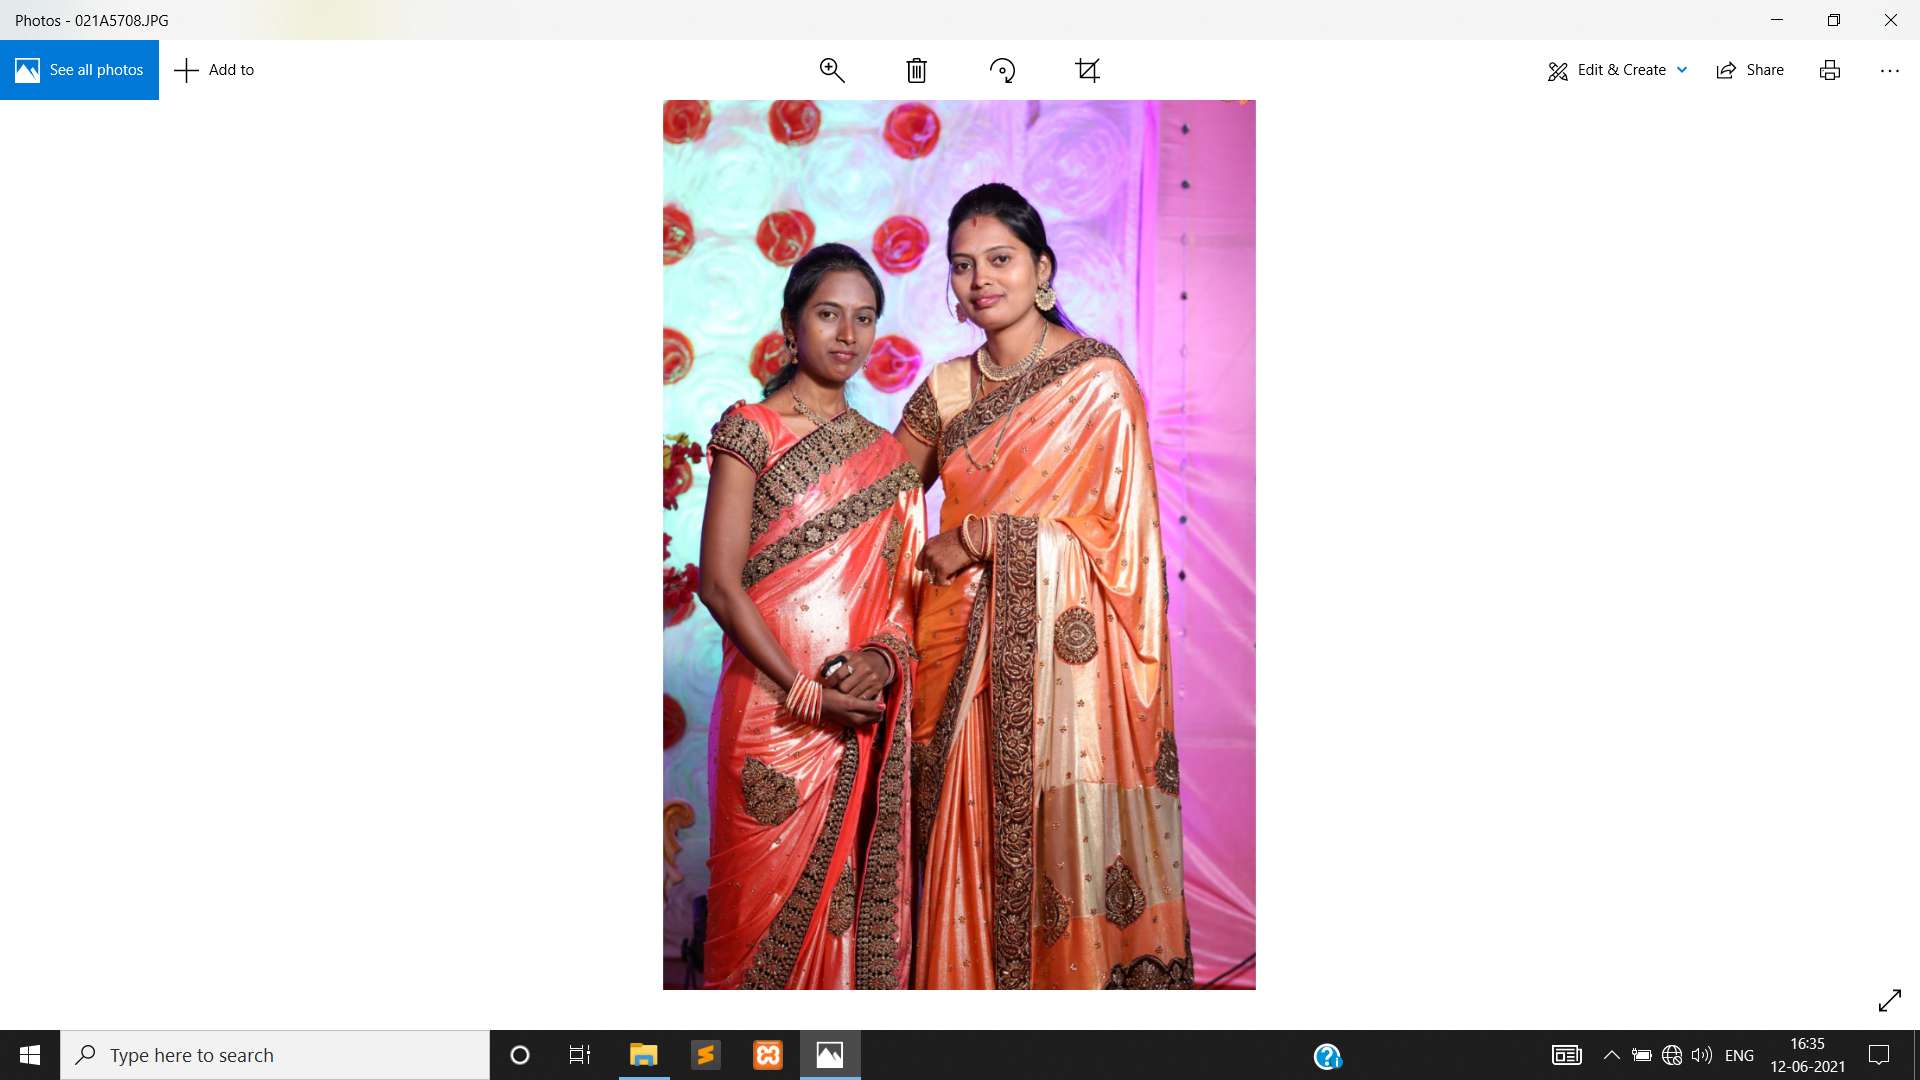 Photos - 021A5708.JPG
See all photos
Add to
Edit & Create
Share
Type here to search
ENG
16:35
12-06-2021